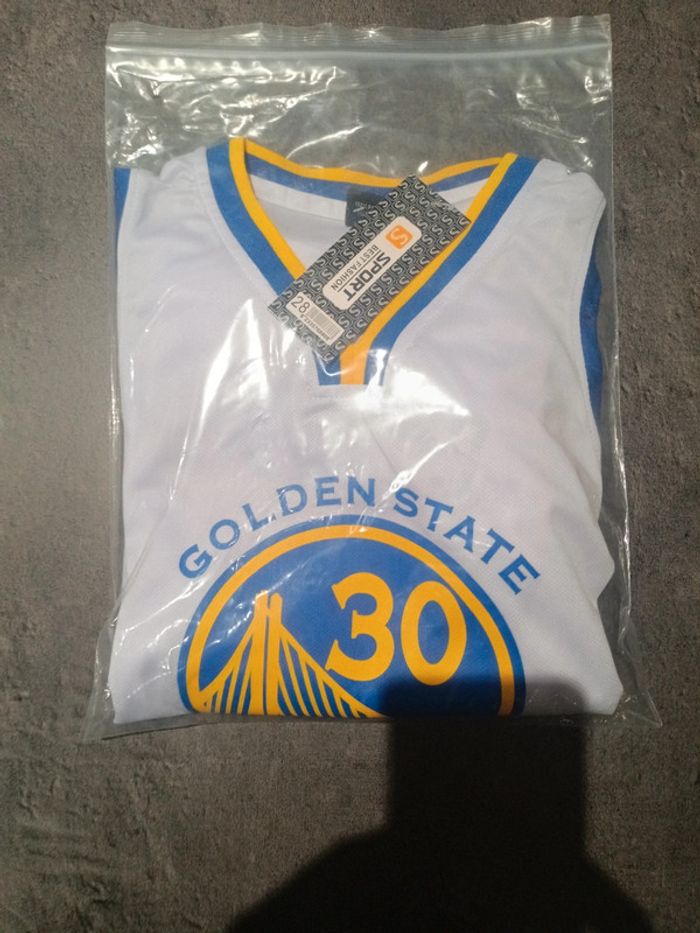 S
SPORT
BEST FASHION
28
GOLDEN STATE
30